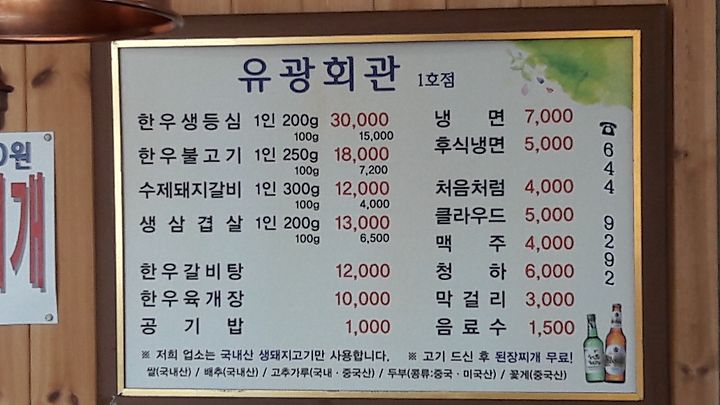 유광회관 1호점
한우생등심 1인 200g 30,000
100g 15,000
한우불고기 1인 250g 18,000
100g 7,200
수제돼지갈비 1인 300g 12,000
100g 4,000
생삼겹살 1인 200g 13,000
100g 6,500
한우갈비탕 12,000
한우육개장 10,000
공기밥 1,000
냉면 7,000
후식냉면 5,000
처음처럼 4,000
클라우드 5,000
맥주 4,000
청하 6,000
막걸리 3,000
음료수 1,500
☎644 9292
※ 저희 업소는 국내산 생돼지고기만 사용합니다. ※ 고기 드신 후 된장찌개 무료!
쌀(국내산) / 배추(국내산) / 고추가루(국내·중국산) / 두부(콩류:중국·미국산) / 꽃게(중국산)
0원
개